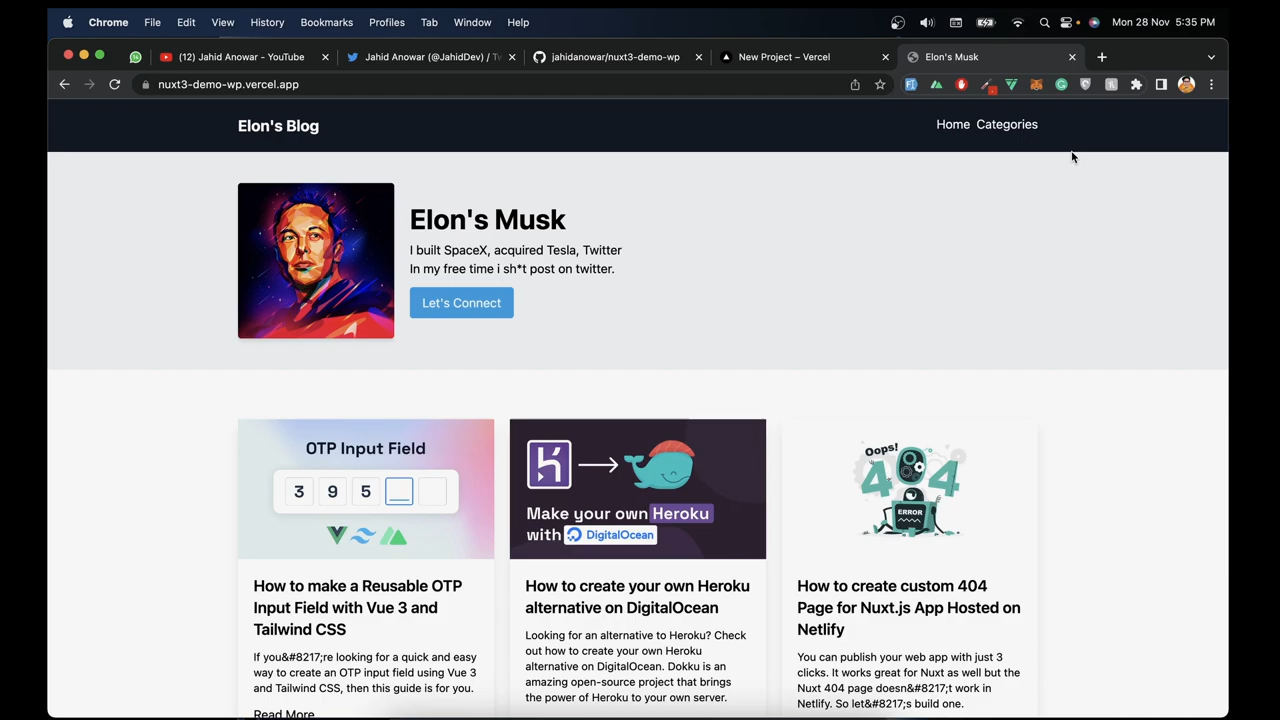 Chrome File Edit View History Bookmarks Profiles Tab Window Help Mon 28 Nov 5:35 PM
(12) Jahid Anowar - YouTube Jahid Anowar (@JahidDev) / Tw jahidanowar/nuxt3-demo-wp New Project – Vercel Elon's Musk
nuxt3-demo-wp.vercel.app
Elon's Blog Home Categories
Elon's Musk
I built SpaceX, acquired Tesla, Twitter
In my free time i sh*t post on twitter.
Let's Connect
OTP Input Field
3 9 5
Make your own Heroku
with DigitalOcean
Oops!
404
ERROR
How to make a Reusable OTP
Input Field with Vue 3 and
Tailwind CSS
If you&#8217;re looking for a quick and easy
way to create an OTP input field using Vue 3
and Tailwind CSS, then this guide is for you.
Read More
How to create your own Heroku
alternative on DigitalOcean
Looking for an alternative to Heroku? Check
out how to create your own Heroku
alternative on DigitalOcean. Dokku is an
amazing open-source project that brings
the power of Heroku to your own server.
How to create custom 404
Page for Nuxt.js App Hosted on
Netlify
You can publish your web app with just 3
clicks. It works great for Nuxt as well but the
Nuxt 404 page doesn&#8217;t work in
Netlify. So let&#8217;s build one.